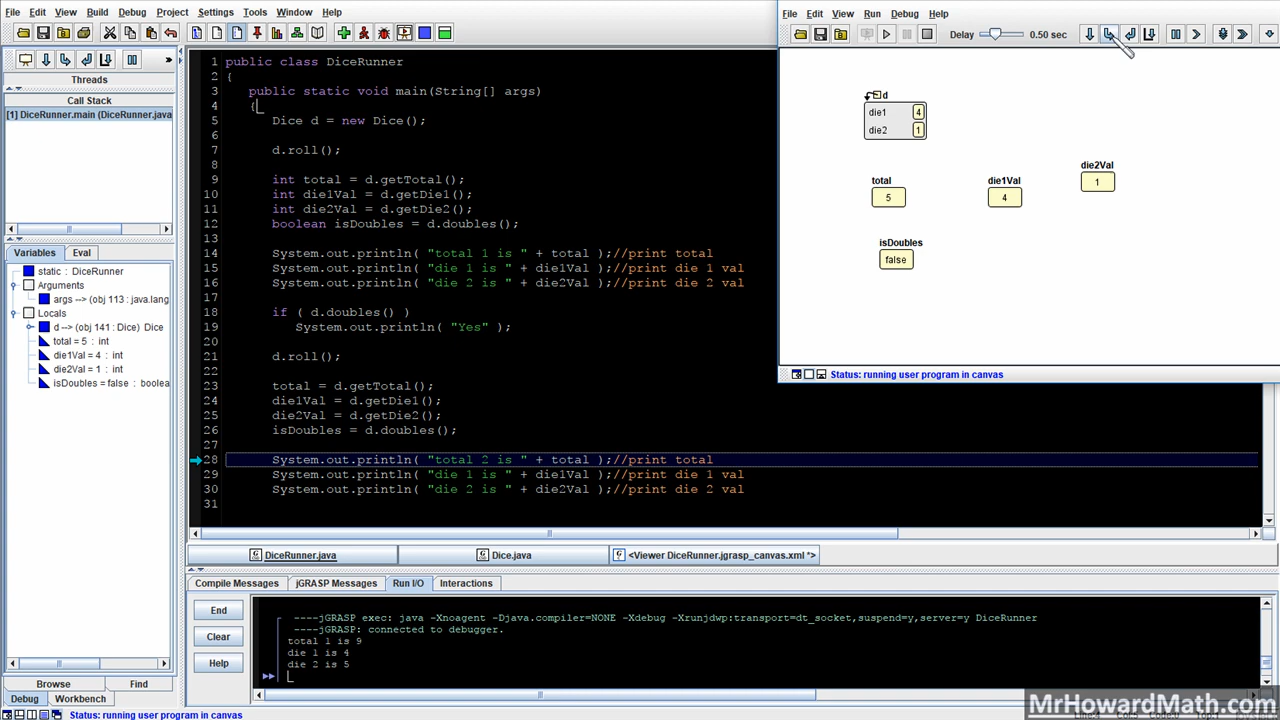 File Edit View Build Debug Project Settings Tools Window Help
File Edit View Run Debug Help
Delay 0.50 sec
Threads
Call Stack
[1] DiceRunner.main (DiceRunner.java
Variables Eval
static : DiceRunner
Arguments
args --> (obj 113 : java.lang
Locals
d --> (obj 141 : Dice) Dice
total = 5 : int
die1Val = 4 : int
die2Val = 1 : int
isDoubles = false : boolea
Browse Find
Debug Workbench
1 public class DiceRunner
2 {
3 public static void main(String[] args)
4 {
5 Dice d = new Dice();
6
7 d.roll();
8
9 int total = d.getTotal();
10 int die1Val = d.getDie1();
11 int die2Val = d.getDie2();
12 boolean isDoubles = d.doubles();
13
14 System.out.println( "total 1 is " + total );//print total
15 System.out.println( "die 1 is " + die1Val );//print die 1 val
16 System.out.println( "die 2 is " + die2Val );//print die 2 val
17
18 if ( d.doubles() )
19 System.out.println( "Yes" );
20
21 d.roll();
22
23 total = d.getTotal();
24 die1Val = d.getDie1();
25 die2Val = d.getDie2();
26 isDoubles = d.doubles();
27
28 System.out.println( "total 2 is " + total );//print total
29 System.out.println( "die 1 is " + die1Val );//print die 1 val
30 System.out.println( "die 2 is " + die2Val );//print die 2 val
31
d
die1 4
die2 1
die2Val
1
total
5
die1Val
4
isDoubles
false
Status: running user program in canvas
DiceRunner.java Dice.java <Viewer DiceRunner.jgrasp_canvas.xml *>
Compile Messages jGRASP Messages Run I/O Interactions
End
Clear
Help
----jGRASP exec: java -Xnoagent -Djava.compiler=NONE -Xdebug -Xrunjdwp:transport=dt_socket,suspend=y,server=y DiceRunner
----jGRASP: connected to debugger.
total 1 is 9
die 1 is 4
die 2 is 5
Status: running user program in canvas
MrHowardMath.com